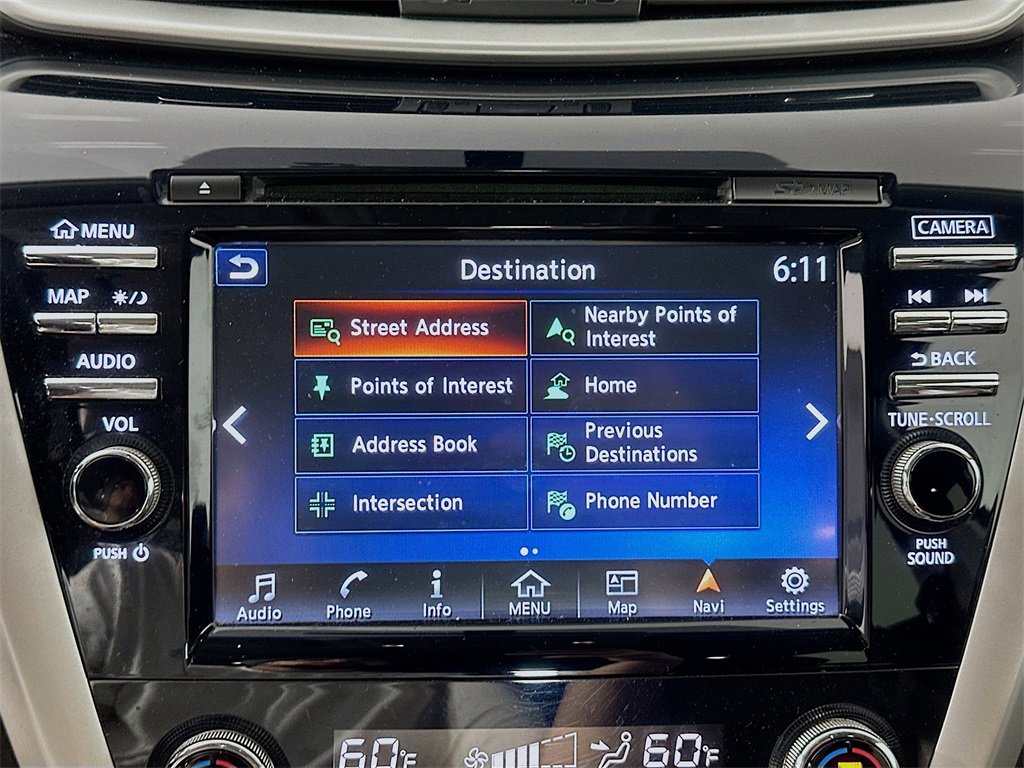 MAP
MENU
CAMERA
Destination
6:11
MAP
Street Address
Nearby Points of
Interest
AUDIO
Points of Interest
Home
BACK
VOL
Address Book
Previous
Destinations
TUNE·SCROLL
Intersection
Phone Number
PUSH
PUSH
SOUND
Audio
Phone
Info
MENU
Map
Navi
Settings
60°F
60°F